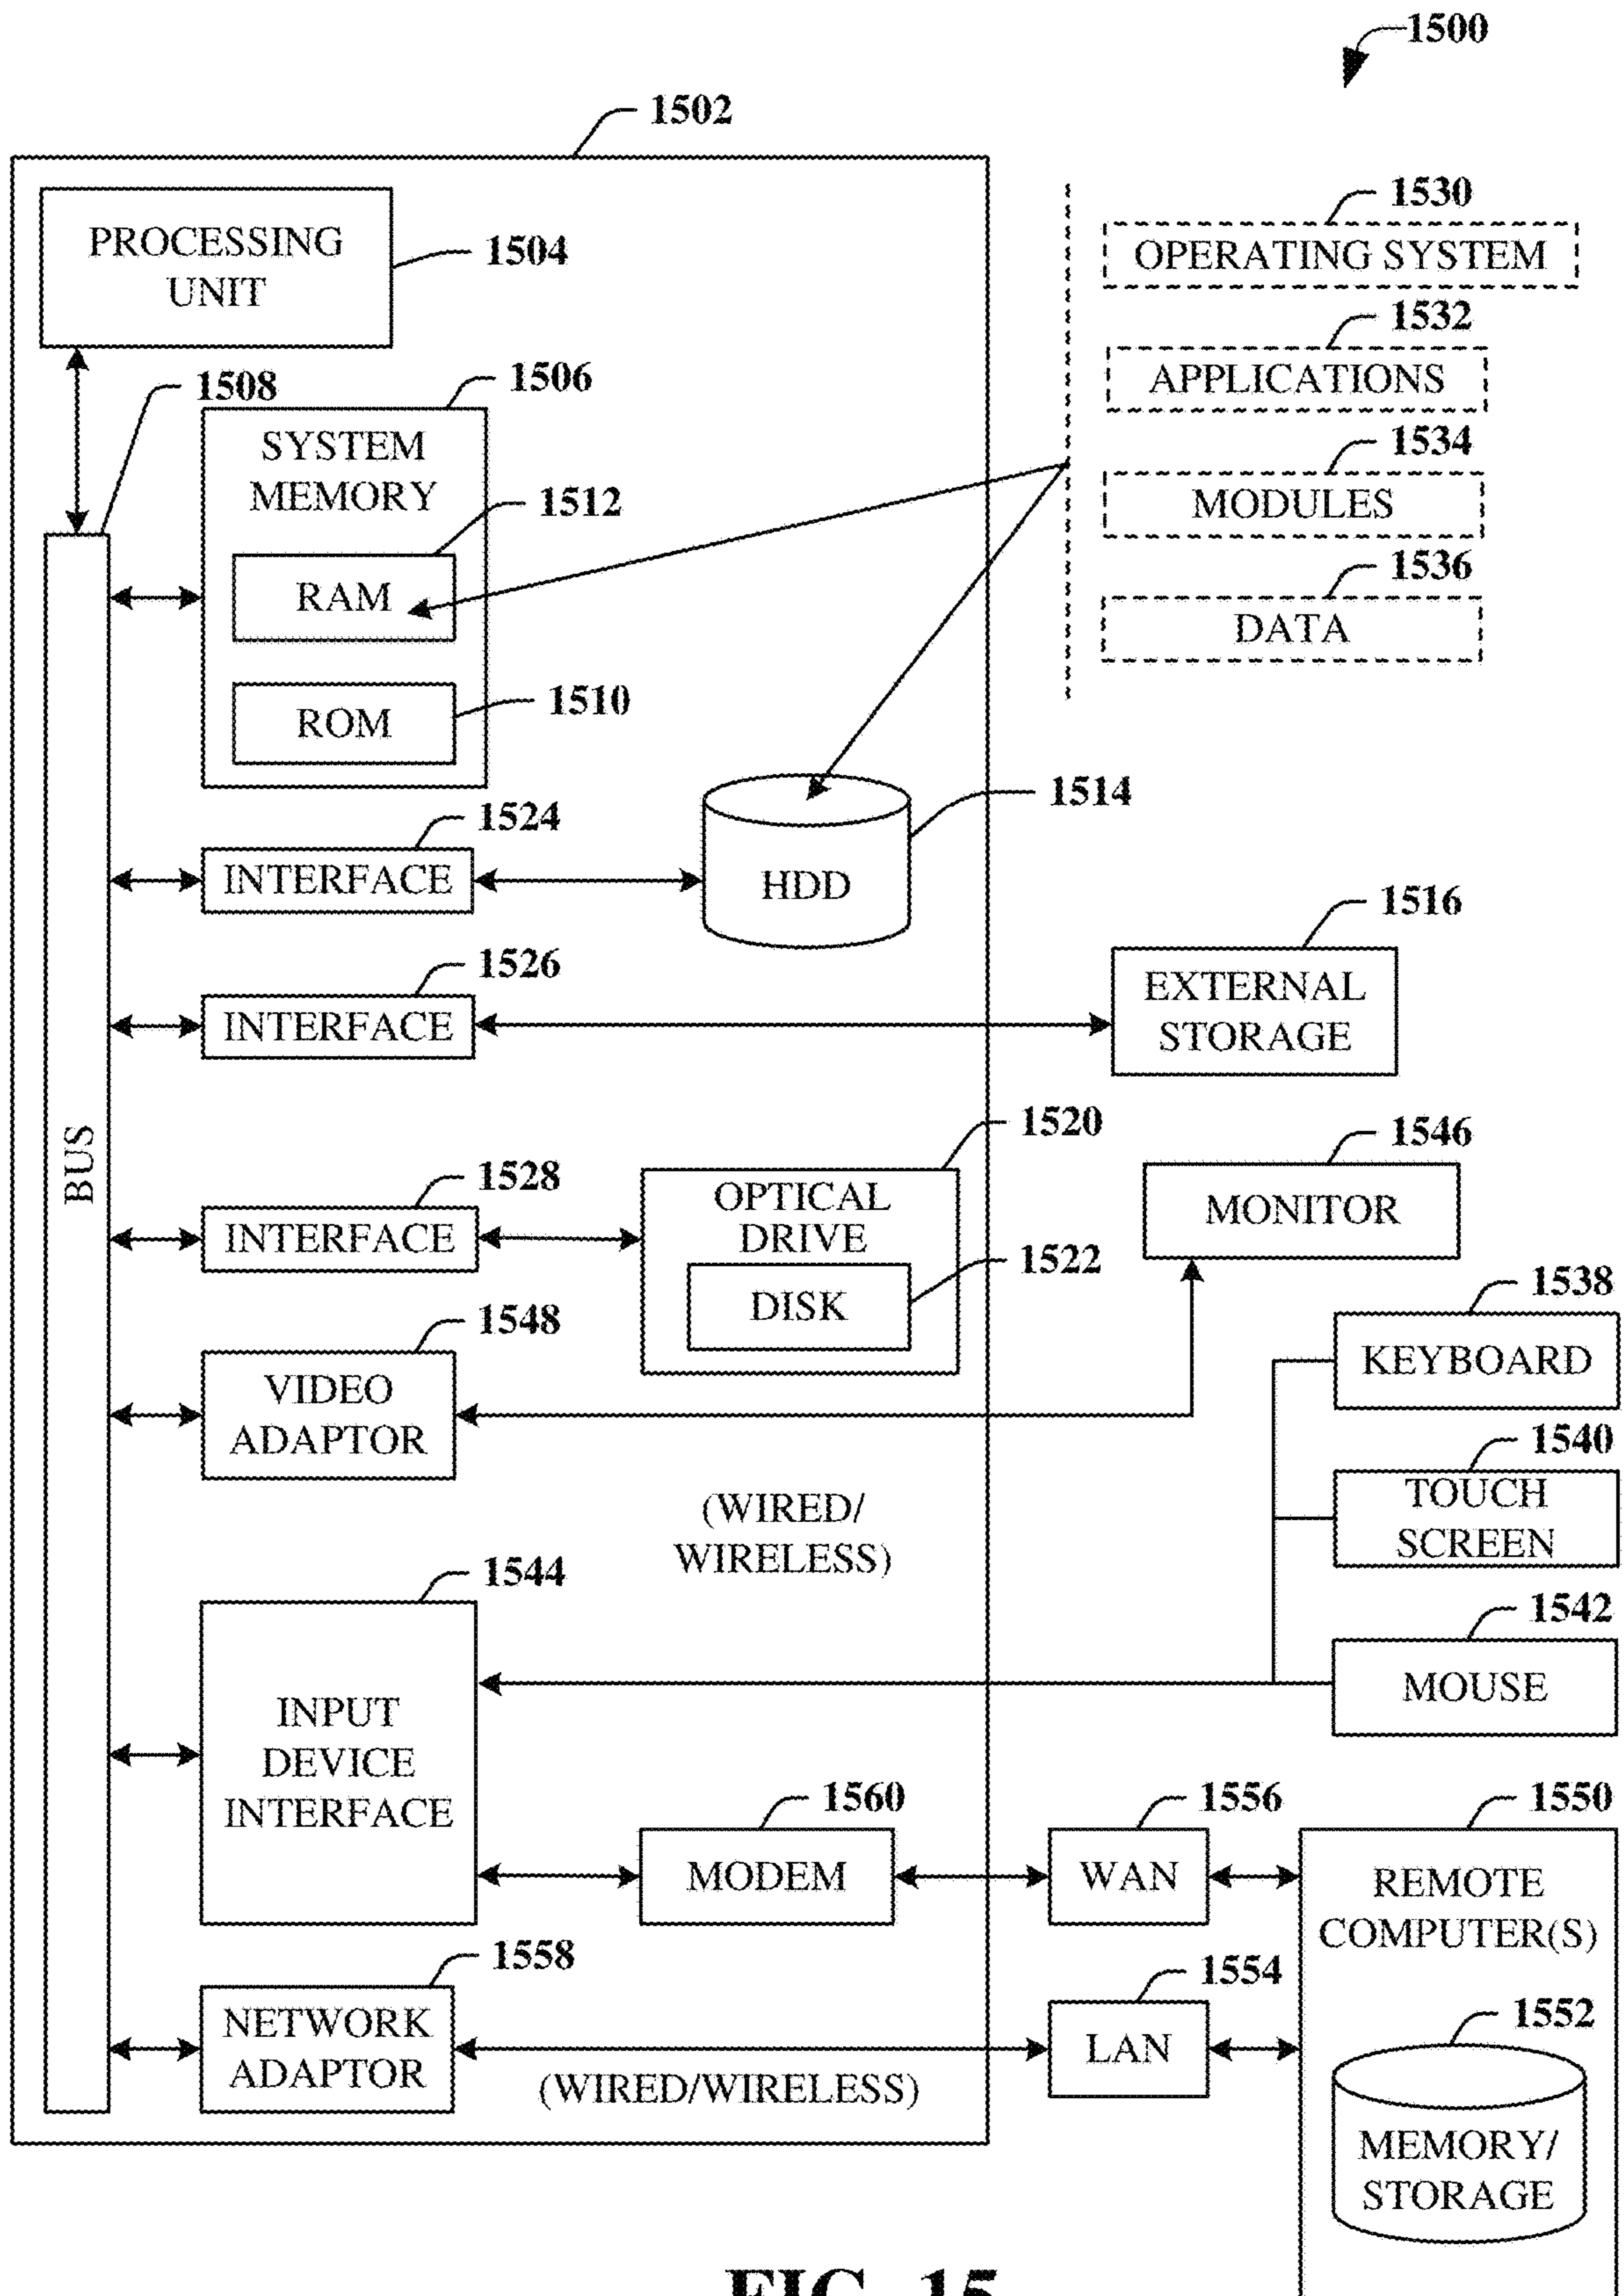 1500
1502
PROCESSING
UNIT
1504
1530
OPERATING SYSTEM
1532
APPLICATIONS
1534
MODULES
1536
DATA
1508
1506
SYSTEM
MEMORY
1512
RAM
1510
ROM
1524
INTERFACE
1514
HDD
1526
INTERFACE
1516
EXTERNAL
STORAGE
BUS
1528
INTERFACE
1520
OPTICAL
DRIVE
1522
DISK
1546
MONITOR
1548
VIDEO
ADAPTOR
1538
KEYBOARD
1540
TOUCH
SCREEN
1542
MOUSE
(WIRED/
WIRELESS)
1544
INPUT
DEVICE
INTERFACE
1560
MODEM
1556
WAN
1550
REMOTE
COMPUTER(S)
1558
NETWORK
ADAPTOR
(WIRED/WIRELESS)
1554
LAN
1552
MEMORY/
STORAGE
FIG. 15